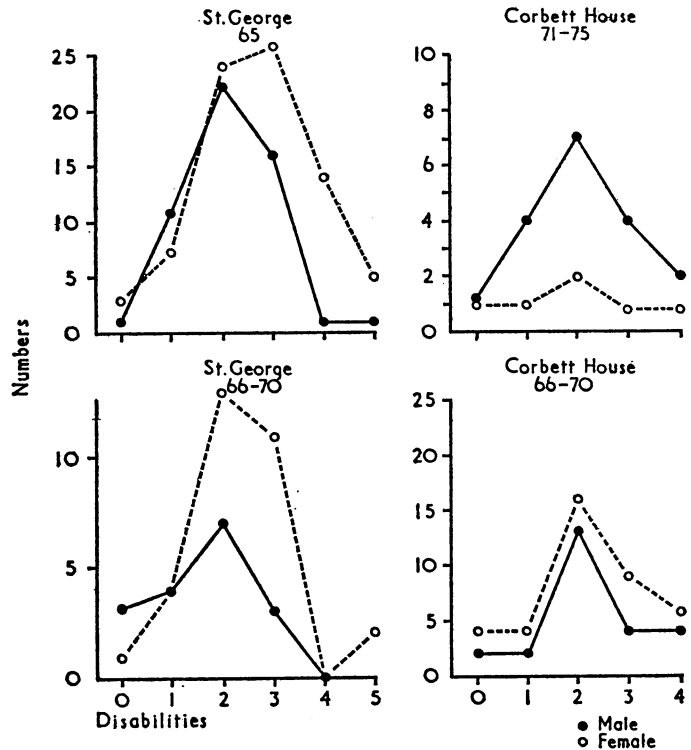 St. George
65
25
20
15
10
5
0
Corbett House
71-75
10
8
6
4
2
0
Numbers
St. George
66-70
10
5
0
0 1 2 3 4 5
Disabilities
Corbett House
66-70
25
20
15
10
5
0
0 1 2 3 4
Male
Female